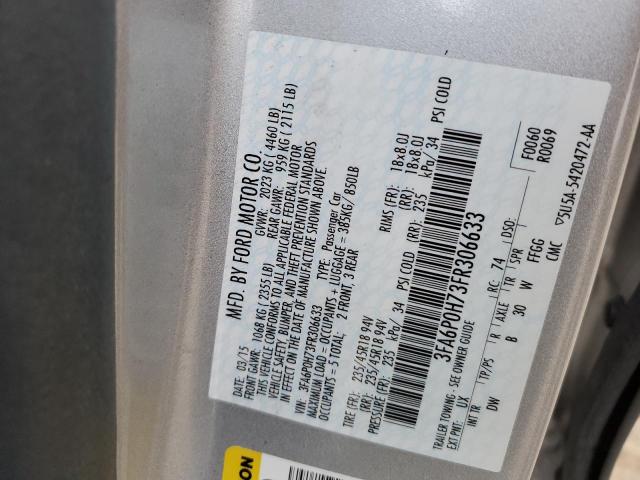 MFD. BY FORD MOTOR CO.
DATE: 03/15 GVWR: 2023 KG ( 4460 LB)
FRONT GAWR: 1068 KG ( 2355 LB) REAR GAWR: 959 KG ( 2115 LB)
THIS VEHICLE CONFORMS TO ALL APPLICABLE FEDERAL MOTOR
VEHICLE SAFETY, BUMPER, AND THEFT PREVENTION STANDARDS
IN EFFECT ON THE DATE OF MANUFACTURE SHOWN ABOVE.
VIN: 3FA6P0H73FR306633 TYPE: Passenger Car
MAXIMUM LOAD = OCCUPANTS + LUGGAGE = 385KG/ 850LB
OCCUPANTS = 5 TOTAL: 2 FRONT, 3 REAR
TIRE (FR): 235/45R18 94V RIMS (FR): 18x8.0J
TIRE (RR): 235/45R18 94V (RR): 18x8.0J
PRESSURE (FR): 235 kPa/ 34 PSI COLD (RR): 235 kPa/ 34 PSI COLD
3FA6P0H73FR306633
TRAILER TOWING - SEE OWNER GUIDE
EXT PNT: UX RC: 74 DSO: F0060
INT TR TP/PS R AXLE TR SPR R0069
DW B 30 W FFGG
CMC 5U5A-5420472-AA